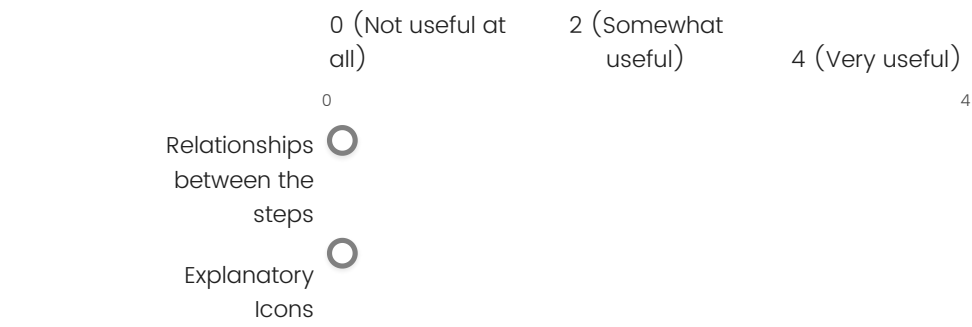 0 (Not useful at
all)
2 (Somewhat
useful)
4 (Very useful)
0
4
Relationships
between the
steps
Explanatory
Icons